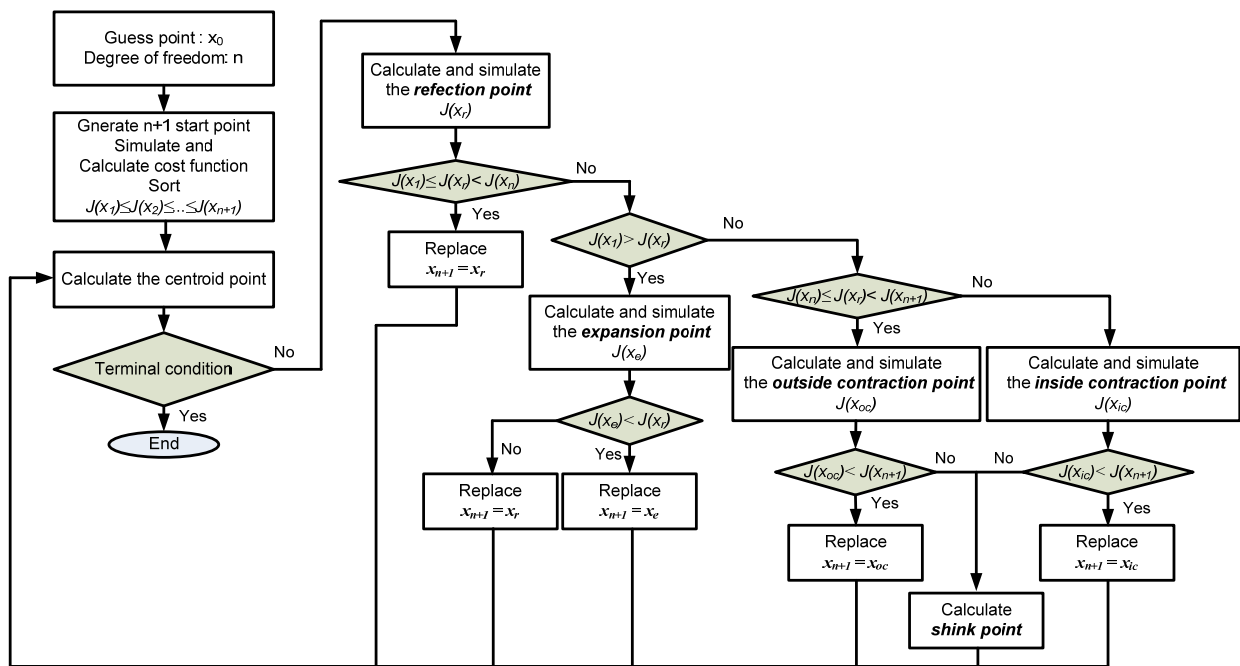 Guess point : x0
Degree of freedom: n
Gnerate n+1 start point
Simulate and
Calculate cost function
Sort
J(x1)≤J(x2)≤..≤J(xn+1)
Calculate the centroid point
Terminal condition
No
Yes
End
Calculate and simulate
the refection point
J(xr)
J(x1)≤ J(xr)< J(xn)
No
Yes
Replace
xn+1 = xr
J(x1)> J(xr)
No
Yes
Calculate and simulate
the expansion point
J(xe)
J(xe)< J(xr)
No
Yes
Replace
xn+1 = xr
Replace
xn+1 = xe
J(xn)≤ J(xr)< J(xn+1)
No
Yes
Calculate and simulate
the outside contraction point
J(xoc)
Calculate and simulate
the inside contraction point
J(xic)
J(xoc)< J(xn+1)
No
No
J(xic)< J(xn+1)
Yes
Yes
Replace
xn+1 = xoc
Replace
xn+1 = xic
Calculate
shink point